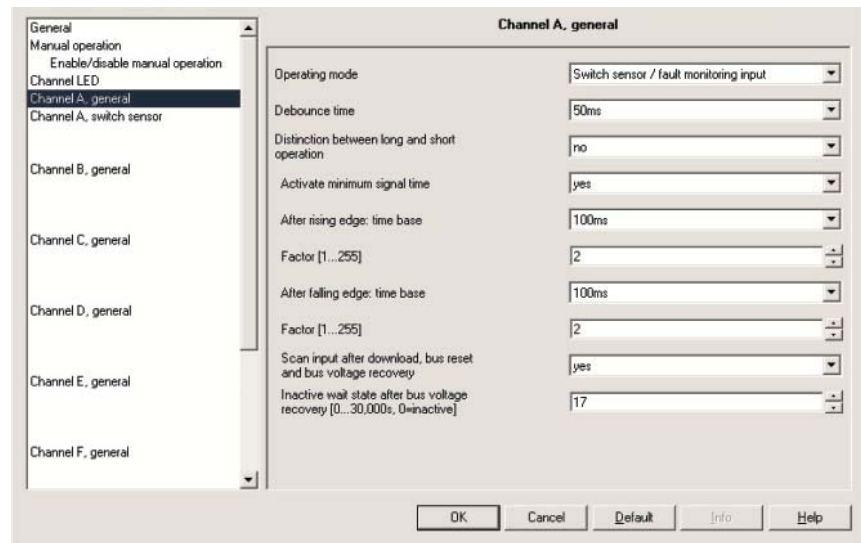 General
Manual operation
Enable/disable manual operation
Channel LED
Channel A, general
Channel A, switch sensor
Channel B, general
Channel C, general
Channel D, general
Channel E, general
Channel F, general
Channel A, general
Operating mode
Switch sensor / fault monitoring input
Debounce time
50ms
Distinction between long and short
operation
no
Activate minimum signal time
yes
After rising edge: time base
100ms
Factor [1...255]
2
After falling edge: time base
100ms
Factor [1...255]
2
Scan input after download, bus reset
and bus voltage recovery
yes
Inactive wait state after bus voltage
recovery [0...30,000s, 0=inactive]
17
OK
Cancel
Default
Info
Help